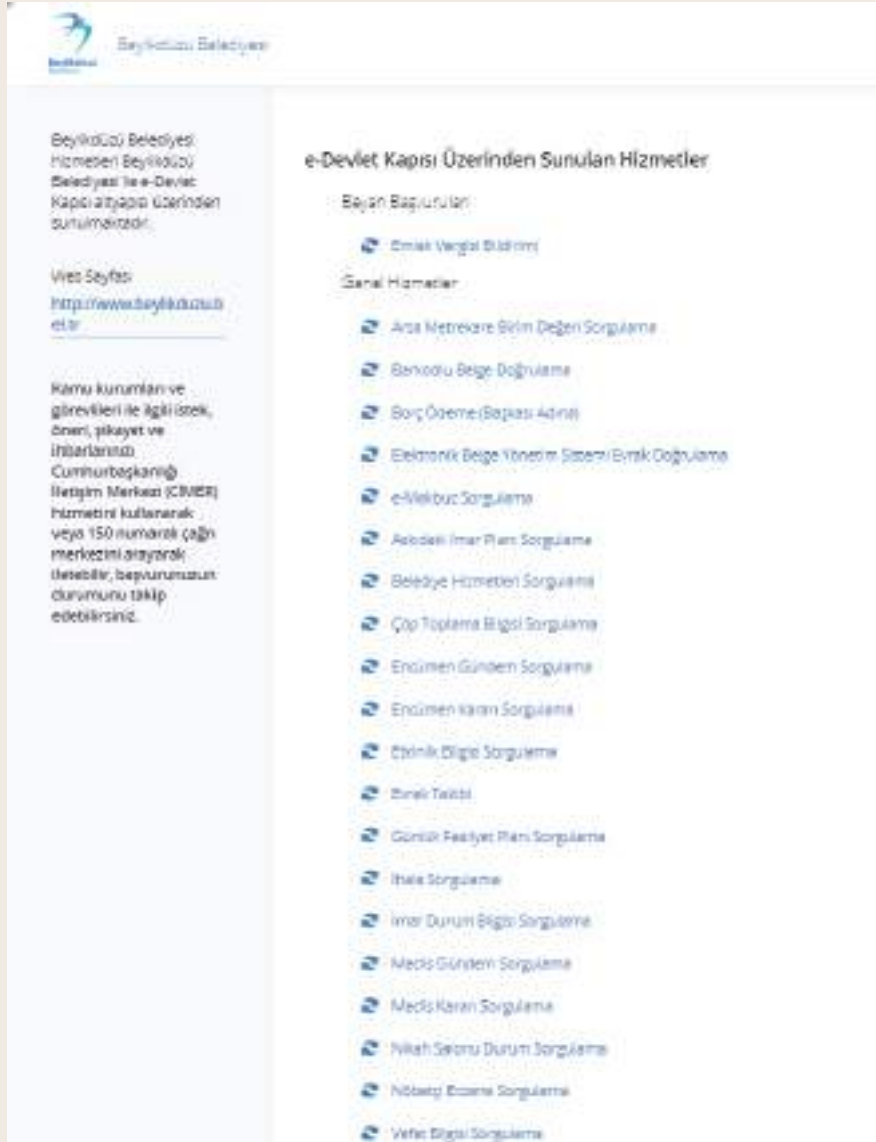 Beylikdüzü Belediyesi
Beylikdüzü
Beylikdüzü Belediyesi
Hizmetleri Beylikdüzü
Belediyesi ile e-Devlet
Kapısı altyapısı üzerinden
sunulmaktadır.
Web Sayfası
http://www.beylikduzu.b
el.tr
Kamu kurumları ve
görevlileri ile ilgili istek,
öneri, şikayet ve
ihbarlarınızı
Cumhurbaşkanlığı
İletişim Merkezi (CİMER)
hizmetini kullanarak
veya 150 numaralı çağrı
merkezini arayarak
iletebilir, başvurunuzun
durumunu takip
edebilirsiniz.
e-Devlet Kapısı Üzerinden Sunulan Hizmetler
Beyan Başvuruları
Emlak Vergisi Bildirimi
Genel Hizmetler
Arsa Metrekare Birim Değeri Sorgulama
Barkodlu Belge Doğrulama
Borç Ödeme (Başkası Adına)
Elektronik Belge Yönetim Sistemi Evrak Doğrulama
e-Makbuz Sorgulama
Askıdaki İmar Planı Sorgulama
Belediye Hizmetleri Sorgulama
Çöp Toplama Bilgisi Sorgulama
Encümen Gündem Sorgulama
Encümen Kararı Sorgulama
Etkinlik Bilgisi Sorgulama
Evrak Takibi
Günlük Faaliyet Planı Sorgulama
İhale Sorgulama
İmar Durum Bilgisi Sorgulama
Meclis Gündem Sorgulama
Meclis Kararı Sorgulama
Nikah Salonu Durum Sorgulama
Nöbetçi Eczane Sorgulama
Vefat Bilgisi Sorgulama